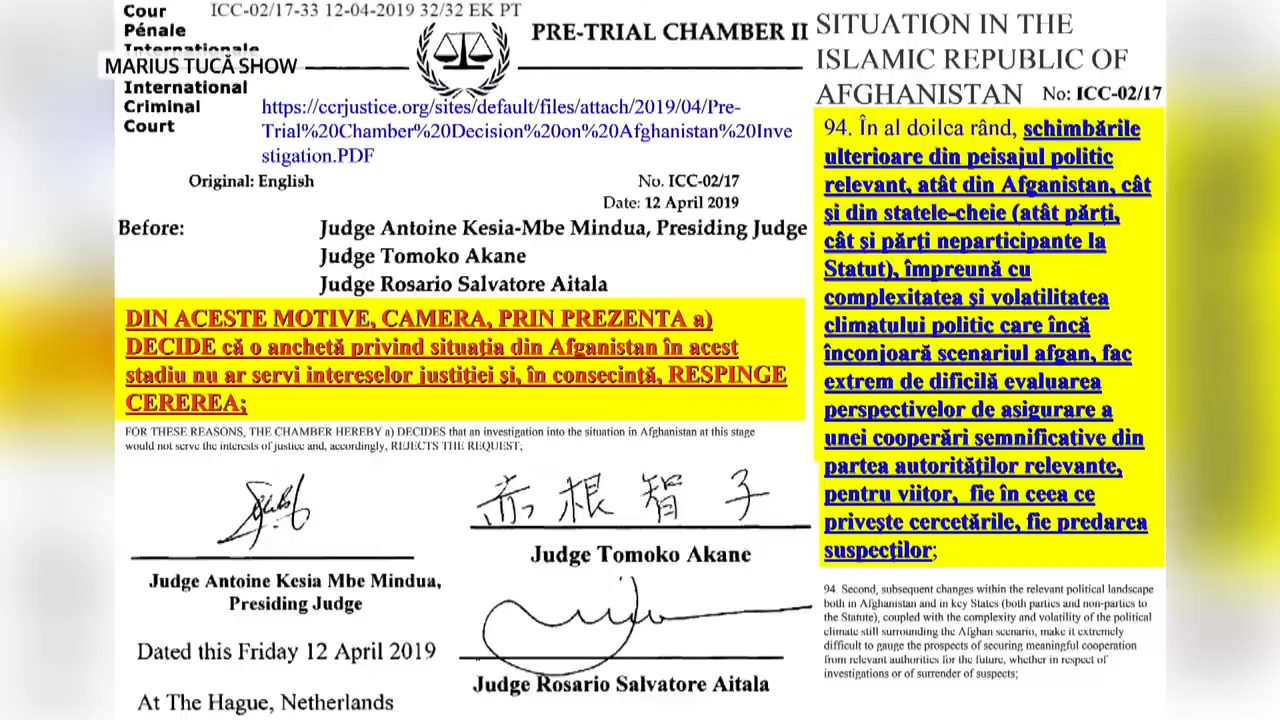 Cour
Pénale
Internationale
ICC-02/17-33 12-04-2019 32/32 EK PT
MARIUS TUCĂ SHOW
International
Criminal
Court
PRE-TRIAL CHAMBER II
https://ccrjustice.org/sites/default/files/attach/2019/04/Pre-
Trial%20Chamber%20Decision%20on%20Afghanistan%20Inve
stigation.PDF
Original: English
No. ICC-02/17
Date: 12 April 2019
Before:
Judge Antoine Kesia-Mbe Mindua, Presiding Judge
Judge Tomoko Akane
Judge Rosario Salvatore Aitala
DIN ACESTE MOTIVE, CAMERA, PRIN PREZENTA a)
DECIDE că o anchetă privind situația din Afganistan în acest
stadiu nu ar servi intereselor justiției și, în consecință, RESPINGE
CEREREA;
FOR THESE REASONS, THE CHAMBER HEREBY a) DECIDES that an investigation into the situation in Afghanistan at this stage
would not serve the interests of justice and, accordingly, REJECTS THE REQUEST;
Judge Antoine Kesia Mbe Mindua,
Presiding Judge
赤根智子
Judge Tomoko Akane
Judge Rosario Salvatore Aitala
Dated this Friday 12 April 2019
At The Hague, Netherlands
SITUATION IN THE
ISLAMIC REPUBLIC OF
AFGHANISTAN No: ICC-02/17
94. În al doilca rând, schimbările
ulterioare din peisajul politic
relevant, atât din Afganistan, cât
și din statele-cheie (atât părți,
cât și părți neparticipante la
Statut), împreună cu
complexitatea și volatilitatea
climatului politic care încă
înconjoară scenariul afgan, fac
extrem de dificilă evaluarea
perspectivelor de asigurare a
unei cooperări semnificative din
partea autorităților relevante,
pentru viitor, fie în ceea ce
privește cercetările, fie predarea
suspecților;
94. Second, subsequent changes within the relevant political landscape
both in Afghanistan and in key States (both parties and non-parties to
the Statute), coupled with the complexity and volatility of the political
climate still surrounding the Afghan scenario, make it extremely
difficult to gauge the prospects of securing meaningful cooperation
from relevant authorities for the future, whether in respect of
investigations or of surrender of suspects;